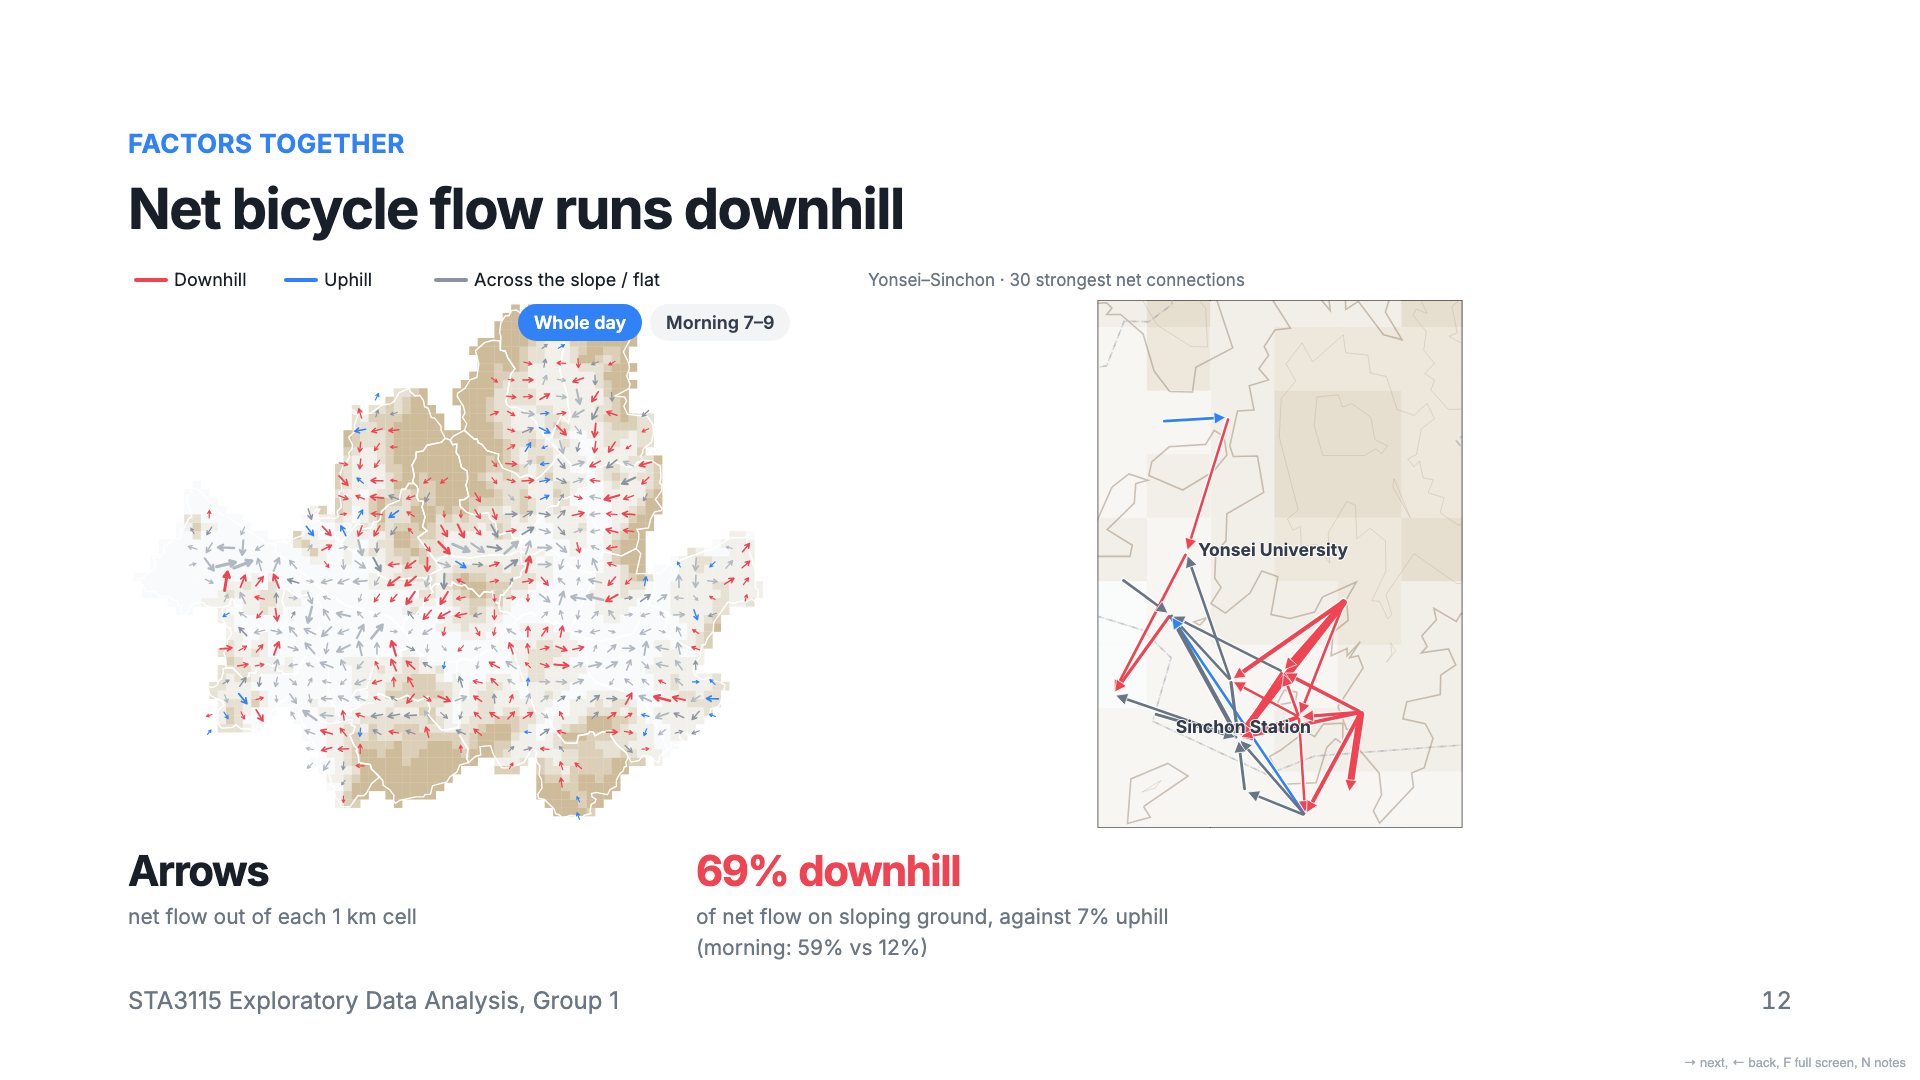 FACTORS TOGETHER
Net bicycle flow runs downhill
Downhill
Uphill
Across the slope / flat
Yonsei–Sinchon · 30 strongest net connections
Whole day
Morning 7–9
Yonsei University
Sinchon Station
Arrows
net flow out of each 1 km cell
69% downhill
of net flow on sloping ground, against 7% uphill
(morning: 59% vs 12%)
STA3115 Exploratory Data Analysis, Group 1
12
→ next, ← back, F full screen, N notes